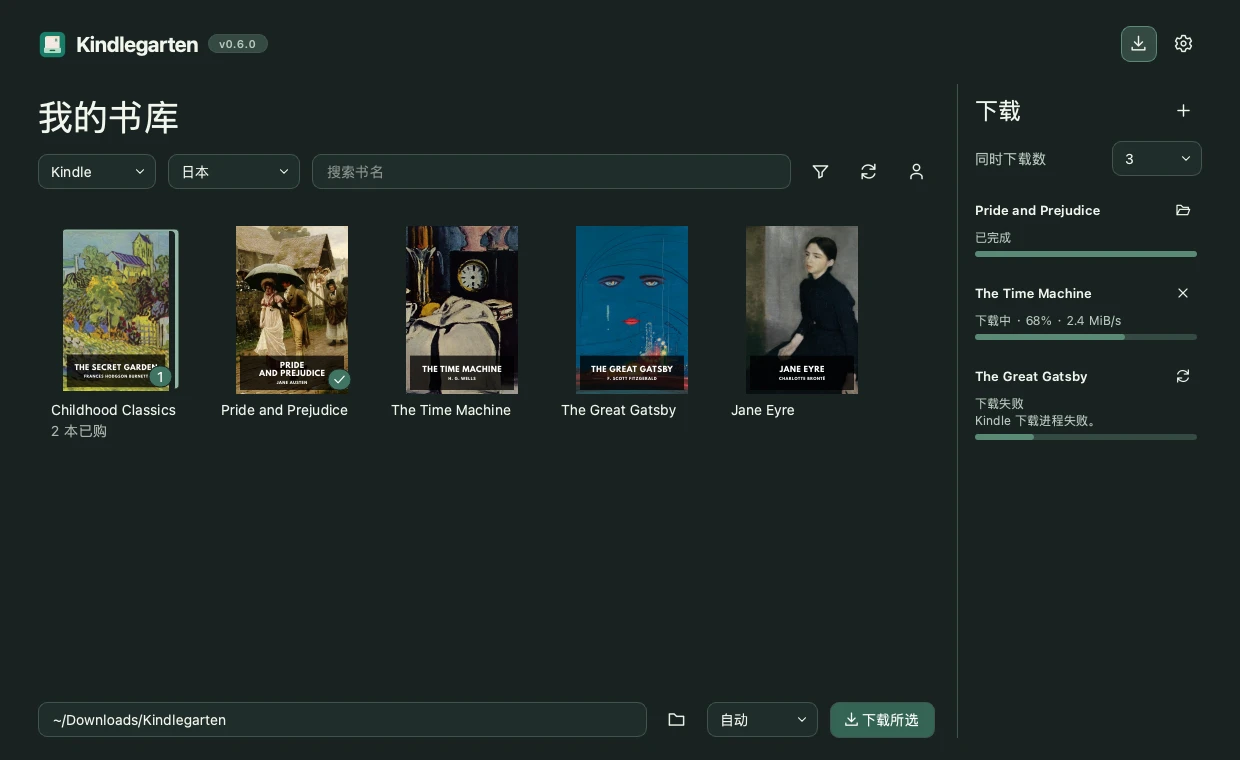 Kindlegarten v0.6.0
我的书库
Kindle 日本 搜索书名
THE SECRET GARDEN
FRANCES HODGSON BURNETT
1
PRIDE
AND PREJUDICE
JANE AUSTEN
THE TIME MACHINE
H. G. WELLS
THE GREAT GATSBY
F. SCOTT FITZGERALD
JANE EYRE
CHARLOTTE BRONTË
Childhood Classics
2 本已购
Pride and Prejudice
The Time Machine
The Great Gatsby
Jane Eyre
~/Downloads/Kindlegarten 自动 下载所选
下载
同时下载数 3
Pride and Prejudice
已完成
The Time Machine
下载中 · 68% · 2.4 MiB/s
The Great Gatsby
下载失败
Kindle 下载进程失败。